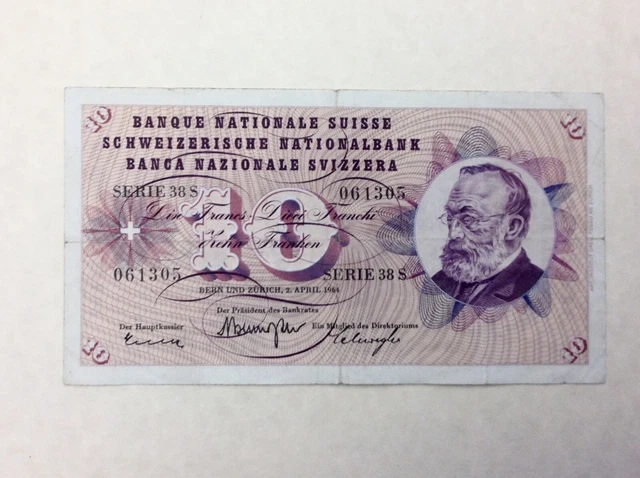 10 10
BANQUE NATIONALE SUISSE
SCHWEIZERISCHE NATIONALBANK
BANCA NAZIONALE SVIZZERA
SERIE 38 S 061305
Dix Francs Dieci Franchi
10
Zehn Franken
061305 SERIE 38 S
BERN UND ZÜRICH, 2. APRIL 1964
Der Präsident des Bankrates
Der Hauptkassier Ein Mitglied des Direktoriums
10 10